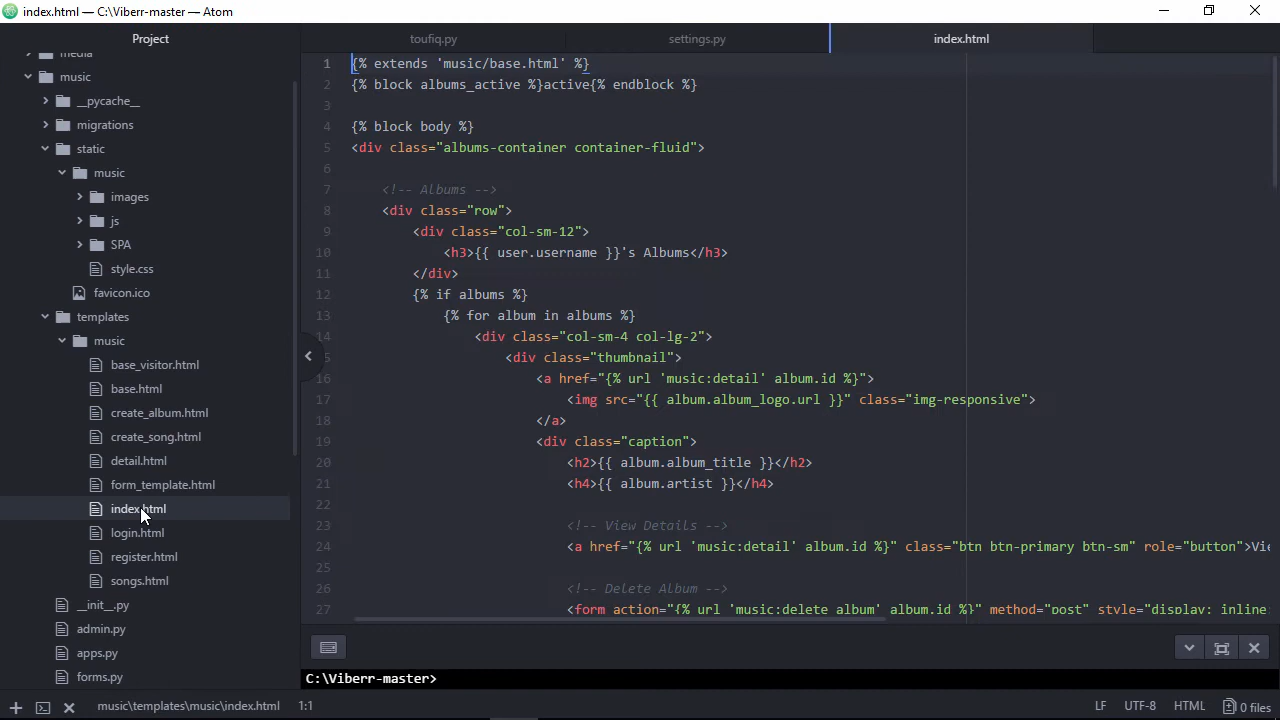 index.html — C:\Viberr-master — Atom
Project
toufiq.py
settings.py
index.html
media
music
__pycache__
migrations
static
music
images
js
SPA
style.css
favicon.ico
templates
music
base_visitor.html
base.html
create_album.html
create_song.html
detail.html
form_template.html
index.html
login.html
register.html
songs.html
__init__.py
admin.py
apps.py
forms.py
1 {% extends 'music/base.html' %}
2 {% block albums_active %}active{% endblock %}
3
4 {% block body %}
5 <div class="albums-container container-fluid">
6
7 <!-- Albums -->
8 <div class="row">
9 <div class="col-sm-12">
10 <h3>{{ user.username }}'s Albums</h3>
11 </div>
12 {% if albums %}
13 {% for album in albums %}
14 <div class="col-sm-4 col-lg-2">
15 <div class="thumbnail">
16 <a href="{% url 'music:detail' album.id %}">
17 <img src="{{ album.album_logo.url }}" class="img-responsive">
18 </a>
19 <div class="caption">
20 <h2>{{ album.album_title }}</h2>
21 <h4>{{ album.artist }}</h4>
22
23 <!-- View Details -->
24 <a href="{% url 'music:detail' album.id %}" class="btn btn-primary btn-sm" role="button">Vie
25
26 <!-- Delete Album -->
27 <form action="{% url 'music:delete_album' album.id %}" method="post" style="display: inline
C:\Viberr-master>
music\templates\music\index.html 1:1
LF UTF-8 HTML 0 files